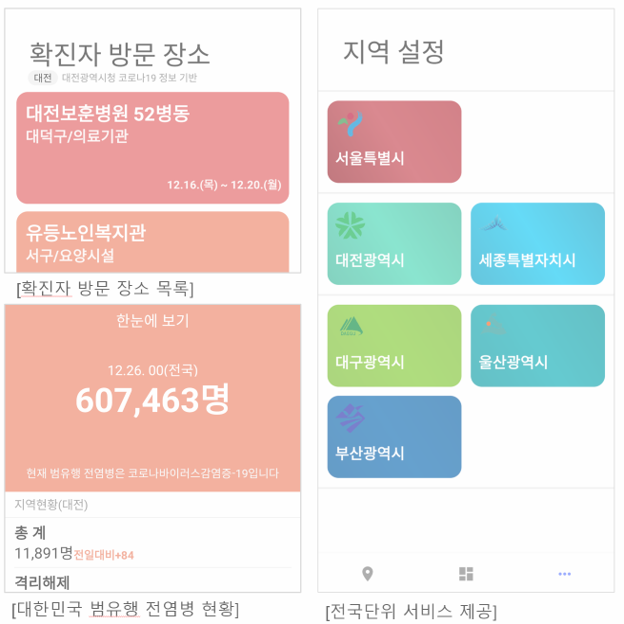 확진자 방문 장소
대전 대전광역시청 코로나19 정보 기반
대전보훈병원 52병동
대덕구/의료기관
12.16.(목) ~ 12.20.(월)
유등노인복지관
서구/요양시설
[확진자 방문 장소 목록]
한눈에 보기
12.26. 00(전국)
607,463명
현재 범유행 전염병은 코로나바이러스감염증-19입니다
지역현황(대전)
총 계
11,891명전일대비+84
격리해제
[대한민국 범유행 전염병 현황]
지역 설정
서울특별시
대전광역시
세종특별자치시
대구광역시
울산광역시
부산광역시
[전국단위 서비스 제공]